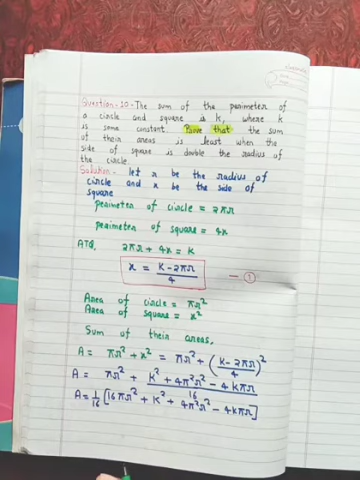 Question-10- The sum of the perimeter of
a circle and square is k, where k
is some constant. Prove that the sum
of their areas is least when the
side of square is double the radius of
the circle.
Solution - let r be the radius of
circle and x be the side of
square
perimeter of circle = 2πr
perimeter of square = 4x
ATQ, 2πr + 4x = k
x = K-2πr/4 — ①
Area of circle = πr²
Area of square = x²
Sum of their areas,
A = πr² + x² = πr² + (k-2πr/4)²
A = πr² + k² + 4π²r² - 4kπr/16
A = 1/16 [16πr² + k² + 4π²r² - 4kπr]